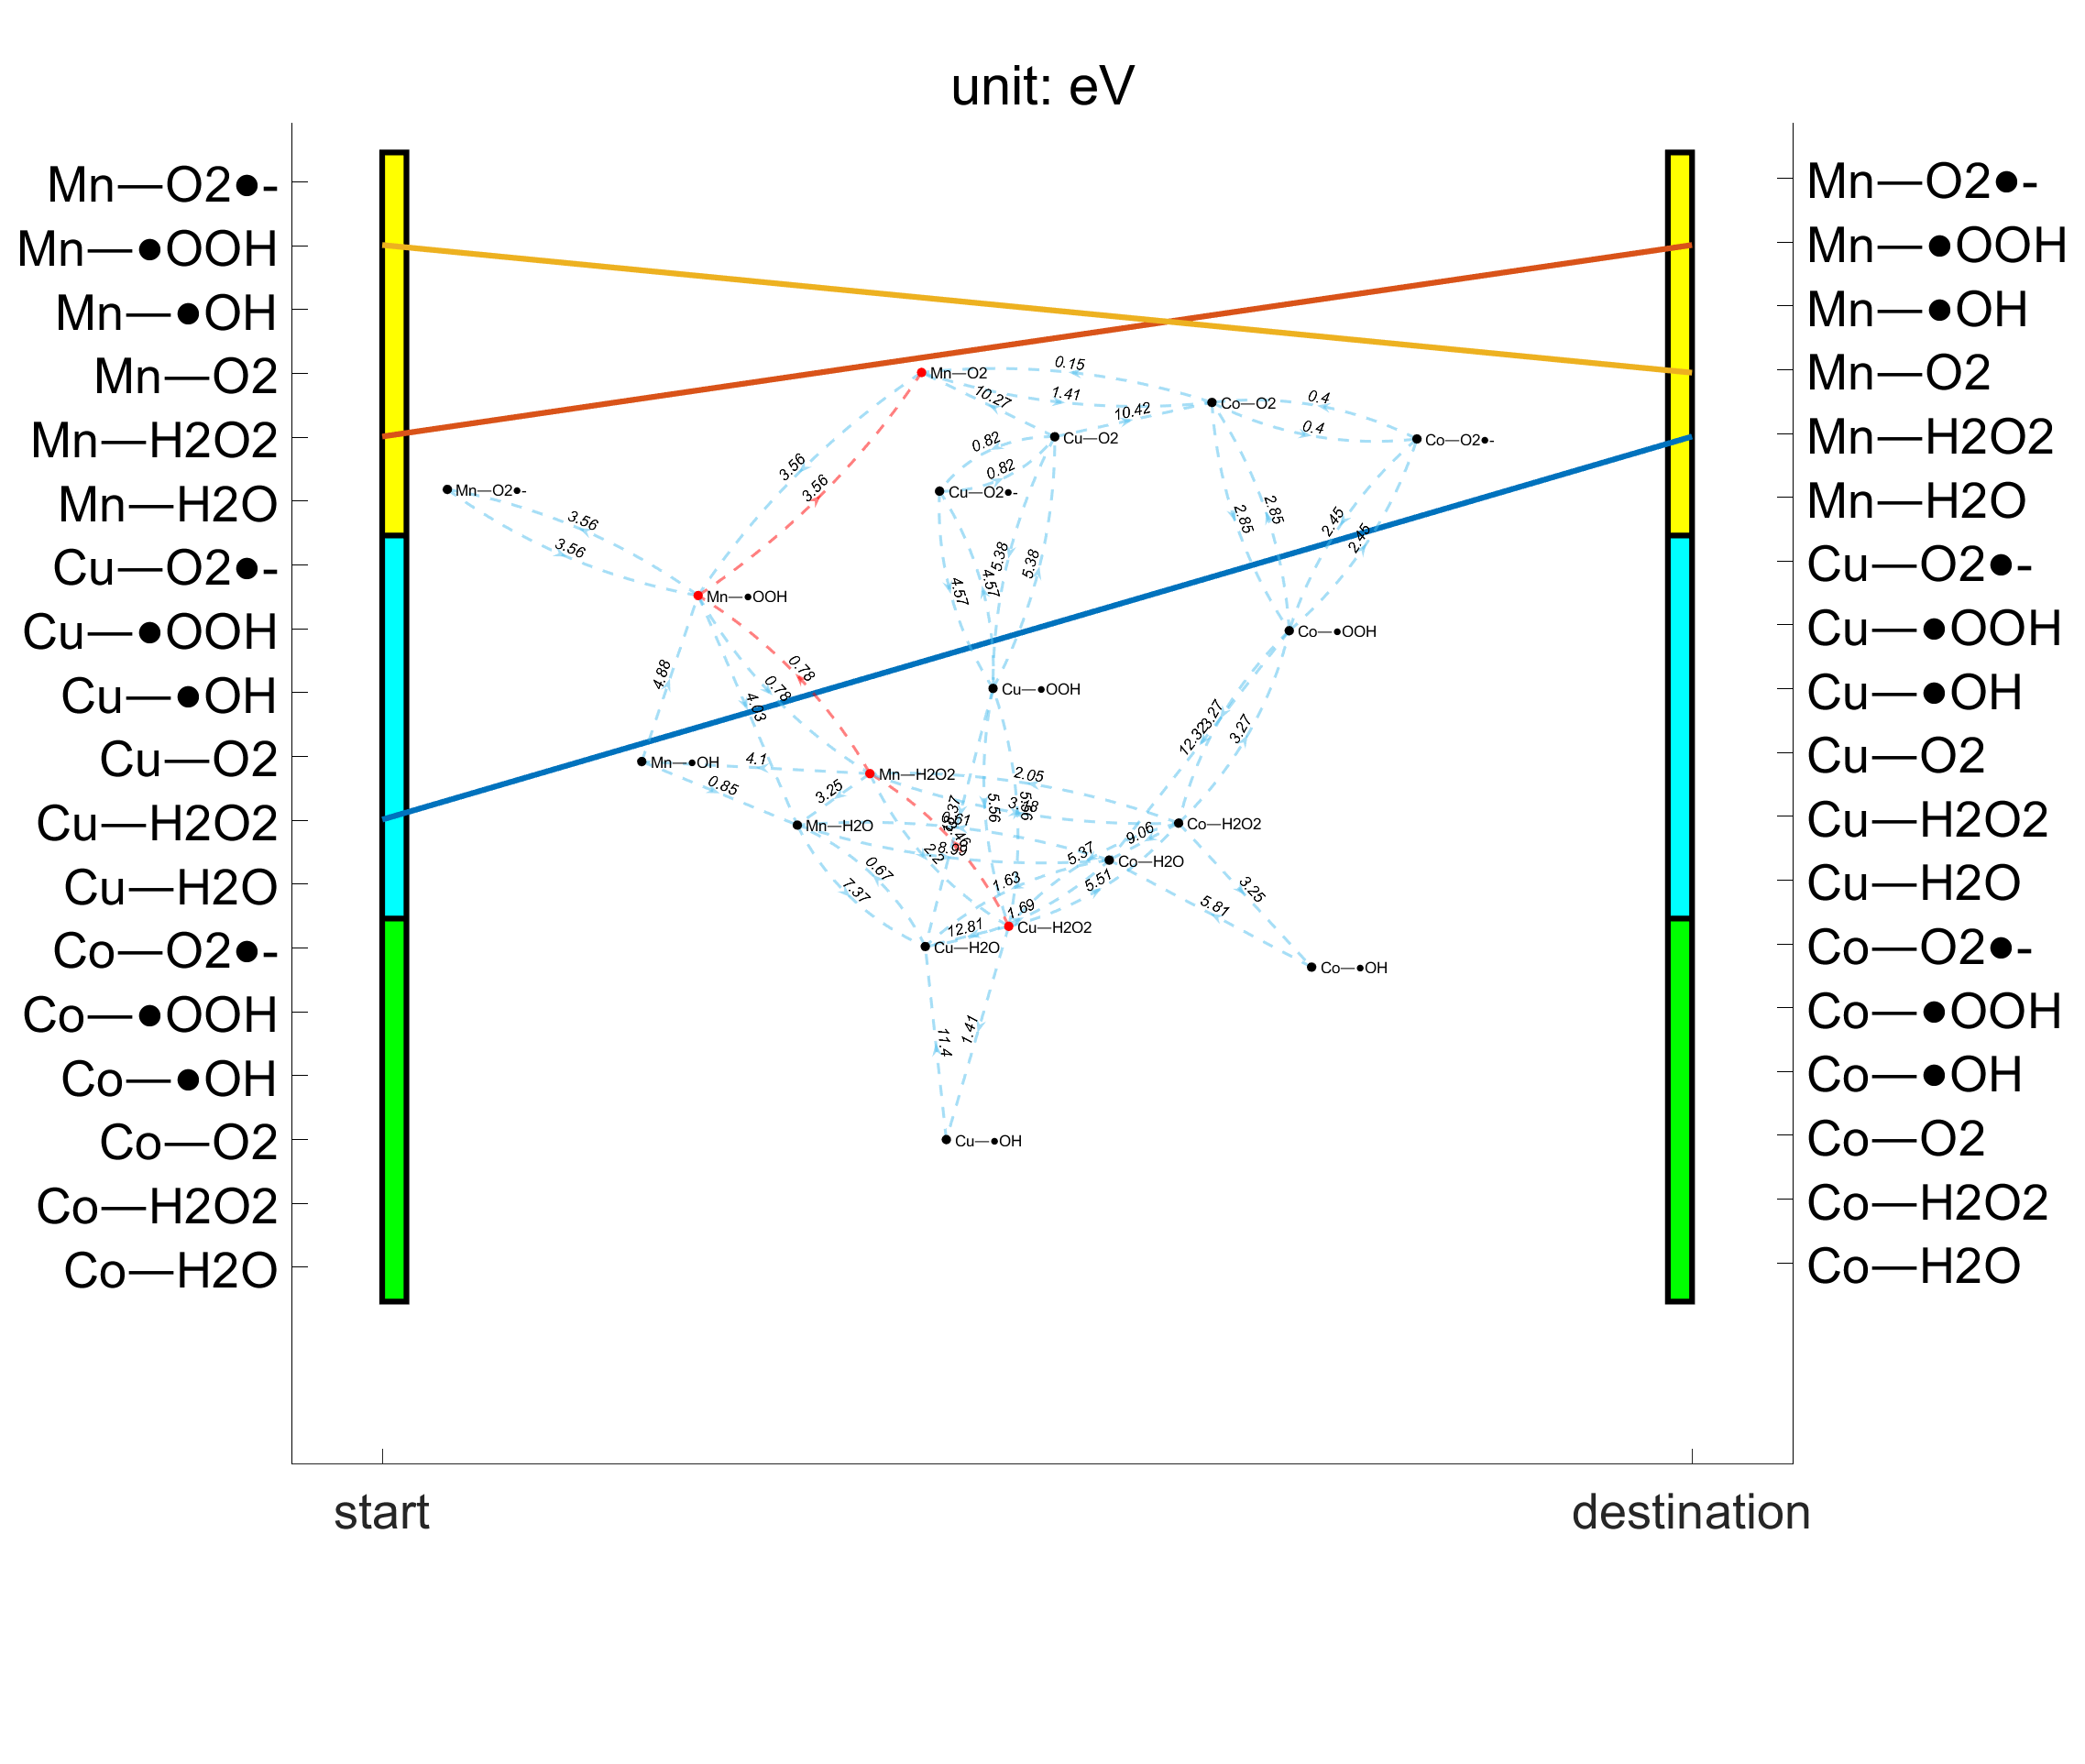 unit: eV
Mn—O2●-
Mn—●OOH
Mn—●OH
Mn—O2
Mn—H2O2
Mn—H2O
Cu—O2●-
Cu—●OOH
Cu—●OH
Cu—O2
Cu—H2O2
Cu—H2O
Co—O2●-
Co—●OOH
Co—●OH
Co—O2
Co—H2O2
Co—H2O
Mn—O2●-
Mn—●OOH
Mn—●OH
Mn—O2
Mn—H2O2
Mn—H2O
Cu—O2●-
Cu—●OOH
Cu—●OH
Cu—O2
Cu—H2O2
Cu—H2O
Co—O2●-
Co—●OOH
Co—●OH
Co—O2
Co—H2O2
Co—H2O
0.15
Mn—O2
10.27
1.41
10.42
Co—O2
0.4
0.4
Co—O2●-
Cu—O2
0.82
0.82
3.56
3.56
Mn—O2●-
Cu—O2●-
3.56
3.56
2.85
2.85
2.45
2.45
5.38
5.38
4.57
4.57
Mn—●OOH
Co—●OOH
4.88
0.78
0.78
4.03
Cu—●OOH
12.32
3.27
3.27
Mn—●OH
4.1
Mn—H2O2
2.05
0.85
3.25
5.56
5.56
Mn—H2O
Co—H2O2
9.06
2.2
8.99
5.37
Co—H2O
0.67
7.37
1.63
5.51
3.25
1.69
5.81
12.81
Cu—H2O2
Cu—H2O
Co—●OH
11.4
1.41
Cu—●OH
start
destination